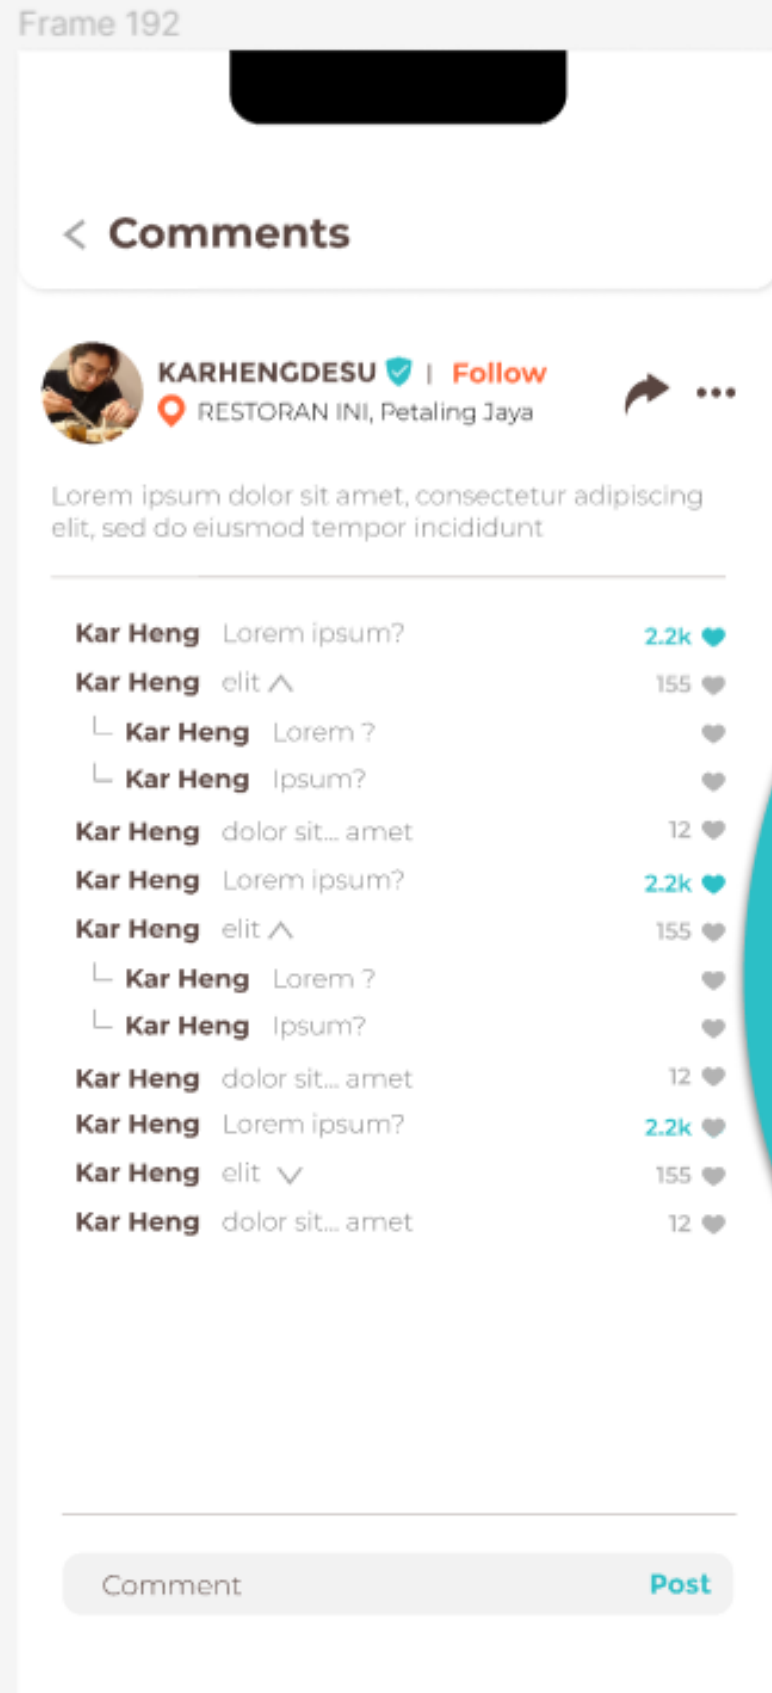 Frame 192
Comments
KARHENGDESU | Follow
RESTORAN INI, Petaling Jaya
Lorem ipsum dolor sit amet, consectetur adipiscing
elit, sed do eiusmod tempor incididunt
Kar Heng Lorem ipsum? 2.2k
Kar Heng elit 155
Kar Heng Lorem ?
Kar Heng Ipsum?
Kar Heng dolor sit... amet 12
Kar Heng Lorem ipsum? 2.2k
Kar Heng elit 155
Kar Heng Lorem ?
Kar Heng Ipsum?
Kar Heng dolor sit... amet 12
Kar Heng Lorem ipsum? 2.2k
Kar Heng elit 155
Kar Heng dolor sit... amet 12
Comment Post